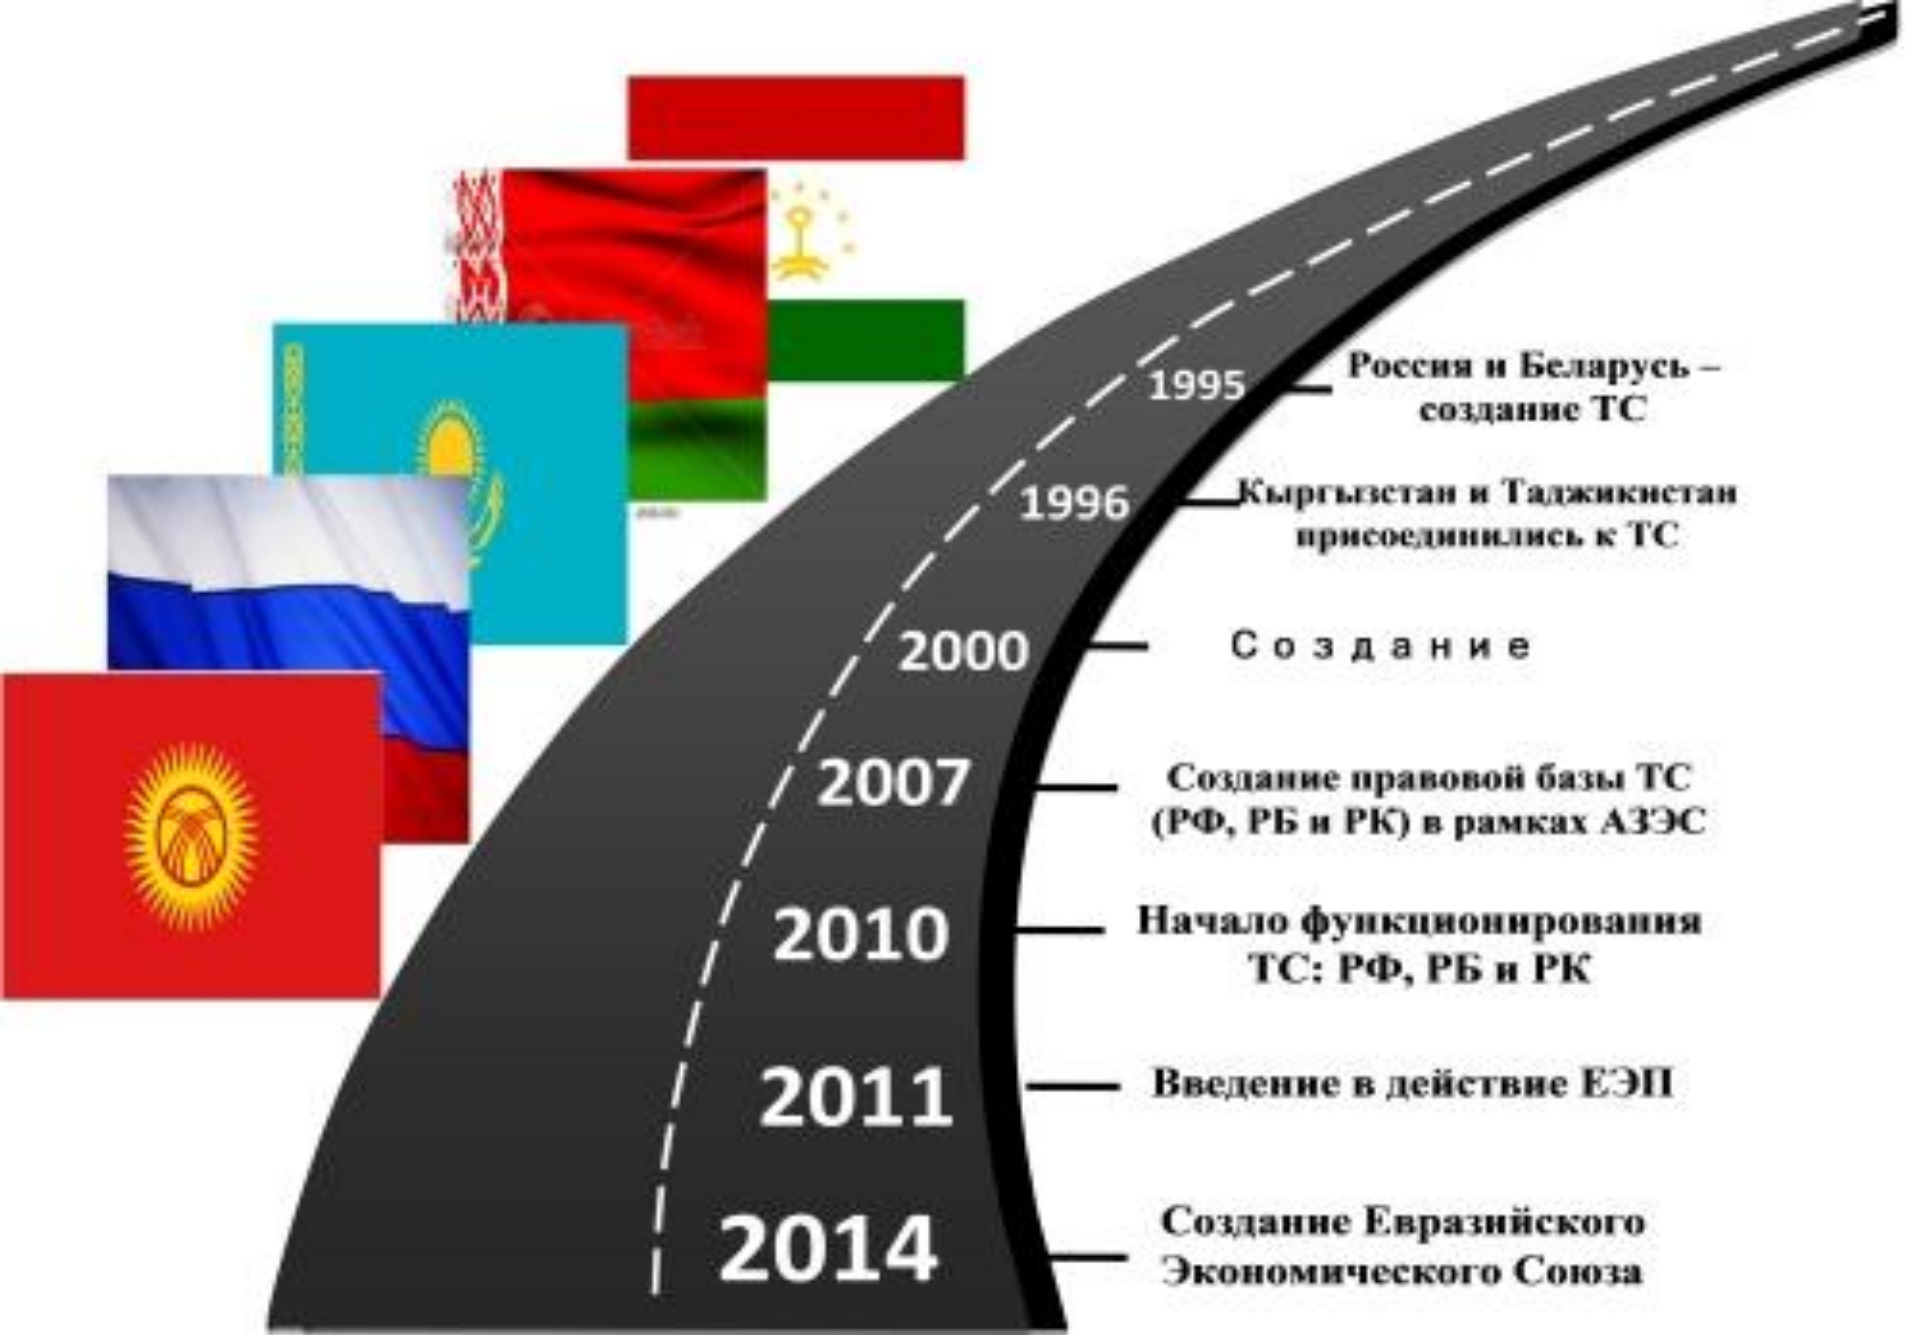 1995
Россия и Беларусь –
создание ТС
1996
Кыргызстан и Таджикистан
присоединились к ТС
2000
Создание
2007
Создание правовой базы ТС
(РФ, РБ и РК) в рамках АЗЭС
2010
Начало функционирования
ТС: РФ, РБ и РК
2011
Введение в действие ЕЭП
2014
Создание Евразийского
Экономического Союза